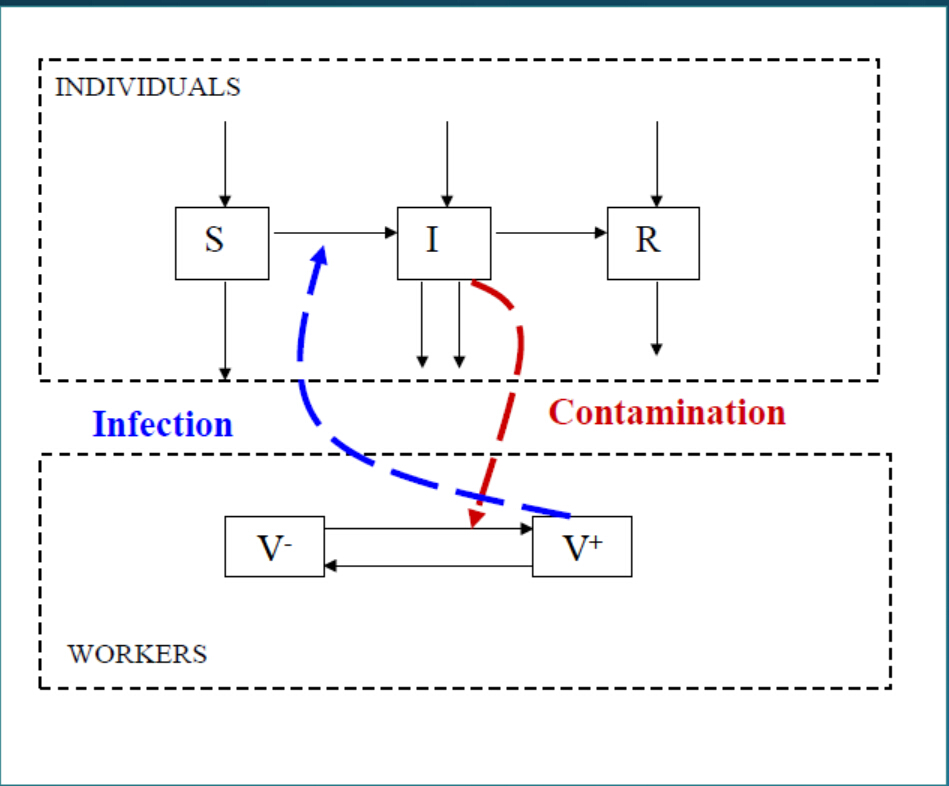 INDIVIDUALS
S I R
Infection
Contamination
V- V+
WORKERS